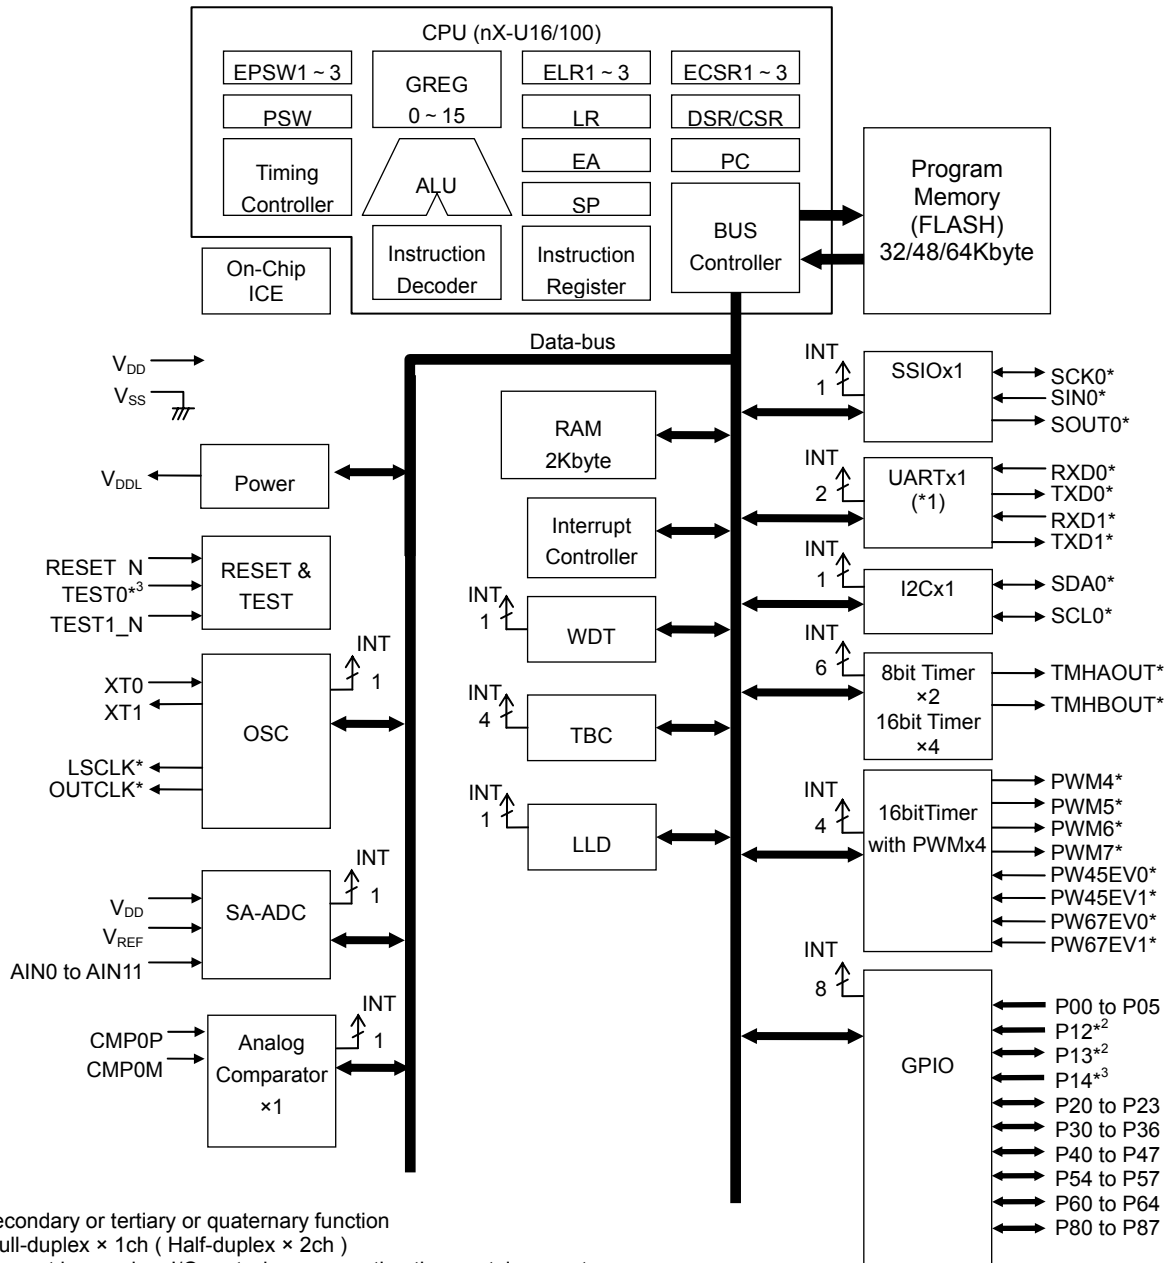 CPU (nX-U16/100)
EPSW1 ~ 3
GREG
0 ~ 15
ELR1 ~ 3
ECSR1 ~ 3
PSW
LR
DSR/CSR
Timing
Controller
ALU
EA
PC
SP
BUS
Controller
Instruction
Decoder
Instruction
Register
On-Chip
ICE
Program
Memory
(FLASH)
32/48/64Kbyte
Data-bus
VDD
VSS
VDDL
Power
RESET_N
TEST0*3
TEST1_N
RESET &
TEST
XT0
XT1
LSCLK*
OUTCLK*
OSC
INT
1
VDD
VREF
AIN0 to AIN11
SA-ADC
INT
1
CMP0P
CMP0M
Analog
Comparator
×1
INT
1
RAM
2Kbyte
Interrupt
Controller
INT
1
WDT
INT
4
TBC
INT
1
LLD
INT
1
SSIOx1
SCK0*
SIN0*
SOUT0*
INT
2
UARTx1
(*1)
RXD0*
TXD0*
RXD1*
TXD1*
INT
1
I2Cx1
SDA0*
SCL0*
INT
6
8bit Timer
×2
16bit Timer
×4
TMHAOUT*
TMHBOUT*
INT
4
16bitTimer
with PWMx4
PWM4*
PWM5*
PWM6*
PWM7*
PW45EV0*
PW45EV1*
PW67EV0*
PW67EV1*
INT
8
GPIO
P00 to P05
P12*2
P13*2
P14*3
P20 to P23
P30 to P36
P40 to P47
P54 to P57
P60 to P64
P80 to P87
econdary or tertiary or quaternary function
ull-duplex × 1ch ( Half-duplex × 2ch )